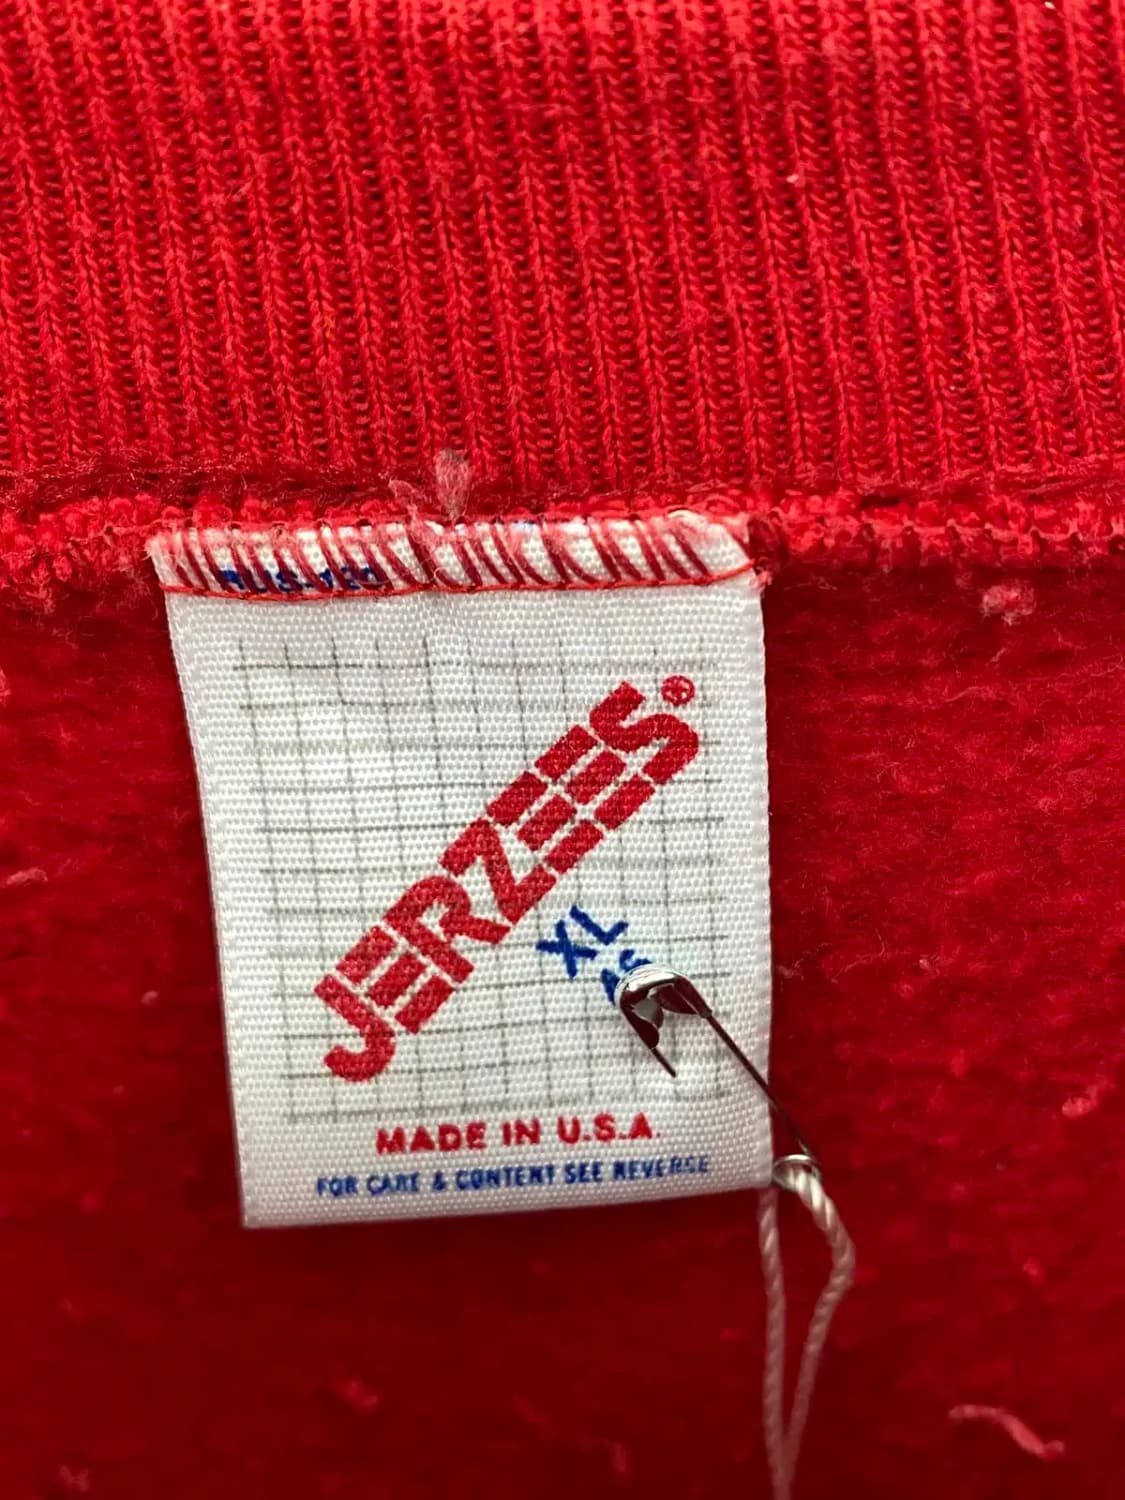 JERZEES®
XL
MADE IN U.S.A.
FOR CARE & CONTENT SEE REVERSE